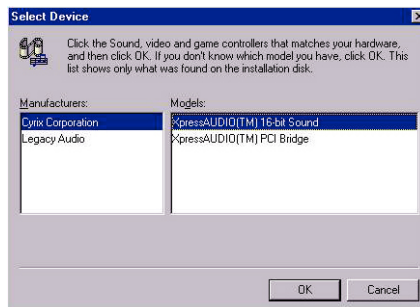 Select Device
Click the Sound, video and game controllers that matches your hardware,
and then click OK. If you don't know which model you have, click OK. This
list shows only what was found on the installation disk.
Manufacturers:
Models:
Cyrix Corporation
XpressAUDIO(TM) 16-bit Sound
Legacy Audio
XpressAUDIO(TM) PCI Bridge
OK
Cancel